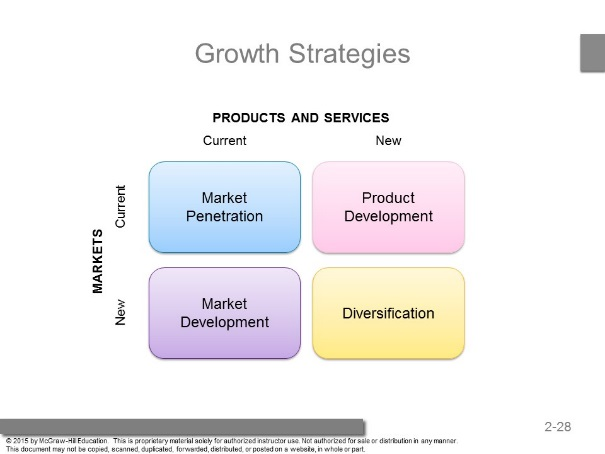 Growth Strategies
PRODUCTS AND SERVICES
Current New
Current
MARKETS
New
Market
Penetration
Product
Development
Market
Development
Diversification
2-28
© 2015 by McGraw-Hill Education. This is proprietary material solely for authorized instructor use. Not authorized for sale or distribution in any manner.
This document may not be copied, scanned, duplicated, forwarded, distributed, or posted on a website, in whole or part.